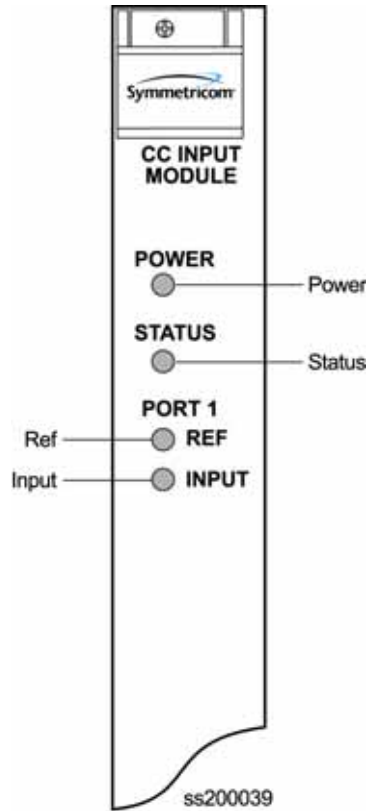 Symmetricom
CC INPUT
MODULE
POWER
Power
STATUS
Status
PORT 1
Ref REF
Input INPUT
ss200039